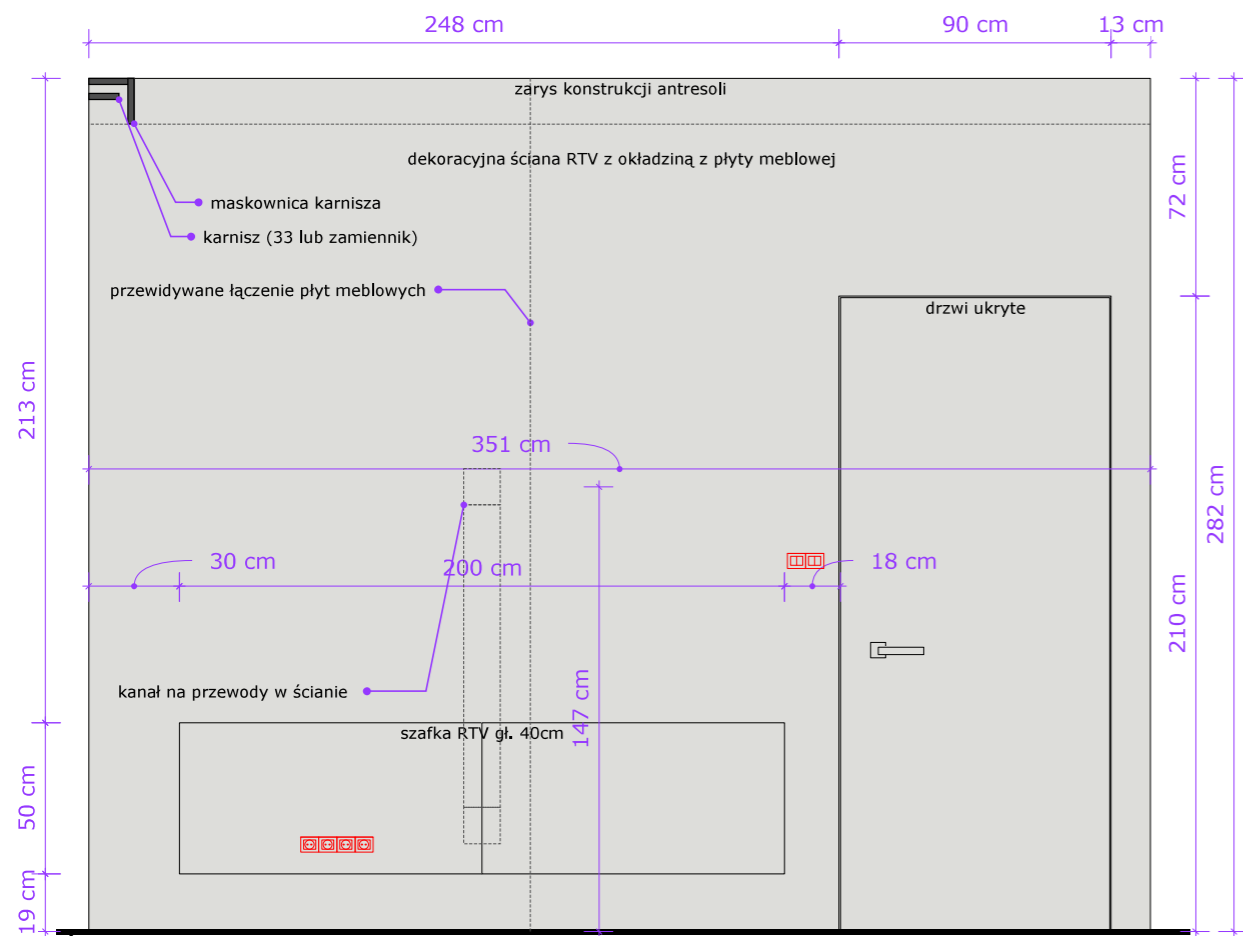 248 cm
90 cm
13 cm
zarys konstrukcji antresoli
dekoracyjna ściana RTV z okładziną z płyty meblowej
72 cm
maskownica karnisza
karnisz (33 lub zamiennik)
przewidywane łączenie płyt meblowych
drzwi ukryte
213 cm
351 cm
282 cm
30 cm
200 cm
18 cm
210 cm
kanał na przewody w ścianie
147 cm
szafka RTV gł. 40cm
50 cm
19 cm